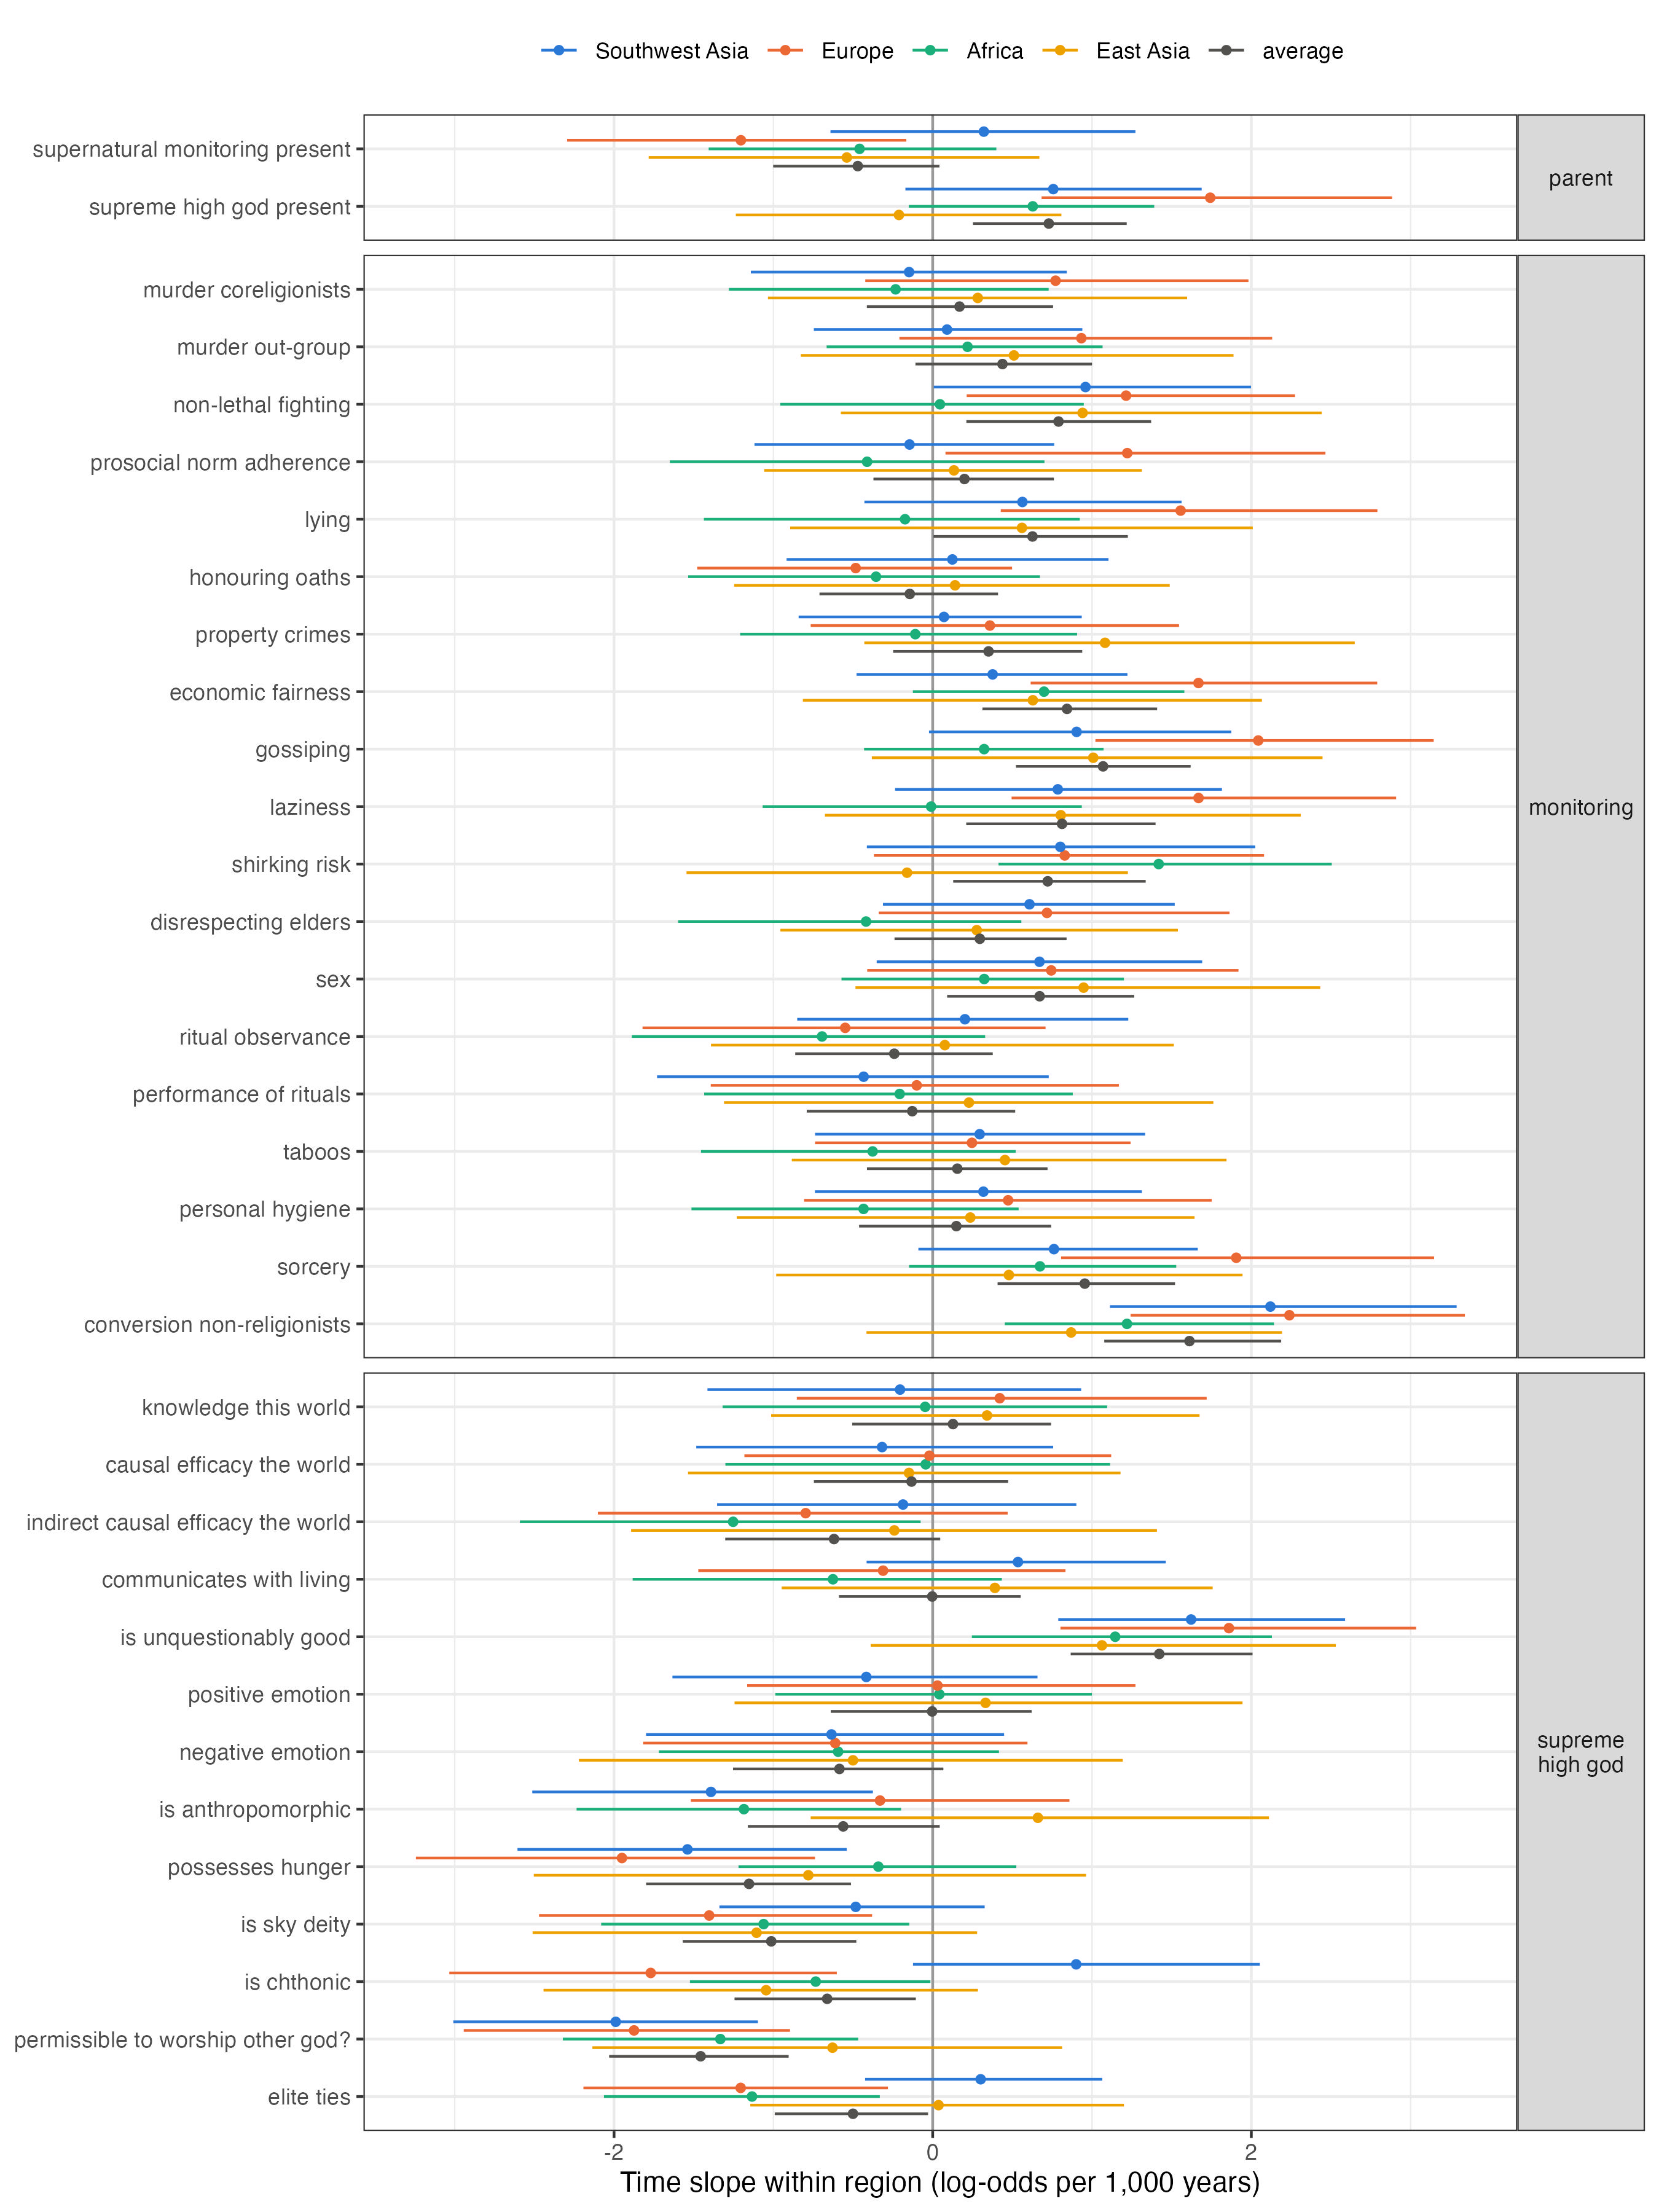 Southwest Asia Europe Africa East Asia average
supernatural monitoring present
supreme high god present
parent
murder coreligionists
murder out-group
non-lethal fighting
prosocial norm adherence
lying
honouring oaths
property crimes
economic fairness
gossiping
laziness
shirking risk
disrespecting elders
sex
ritual observance
performance of rituals
taboos
personal hygiene
sorcery
conversion non-religionists
monitoring
knowledge this world
causal efficacy the world
indirect causal efficacy the world
communicates with living
is unquestionably good
positive emotion
negative emotion
is anthropomorphic
possesses hunger
is sky deity
is chthonic
permissible to worship other god?
elite ties
supreme
high god
-2 0 2
Time slope within region (log-odds per 1,000 years)